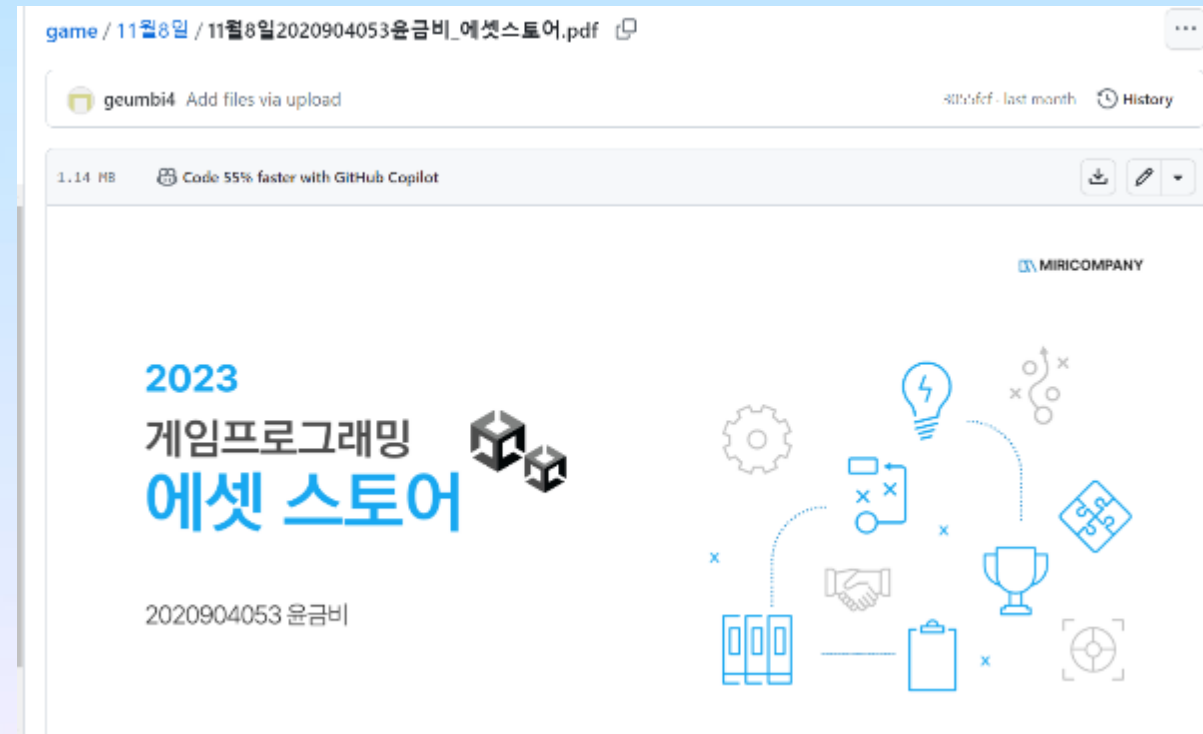 game / 11월8일 / 11월8일2020904053윤금비_에셋스토어.pdf
geumbi4 Add files via upload
last month History
1.14 MB Code 55% faster with GitHub Copilot
MIRICOMPANY
2023
게임프로그래밍
에셋 스토어
2020904053 윤금비